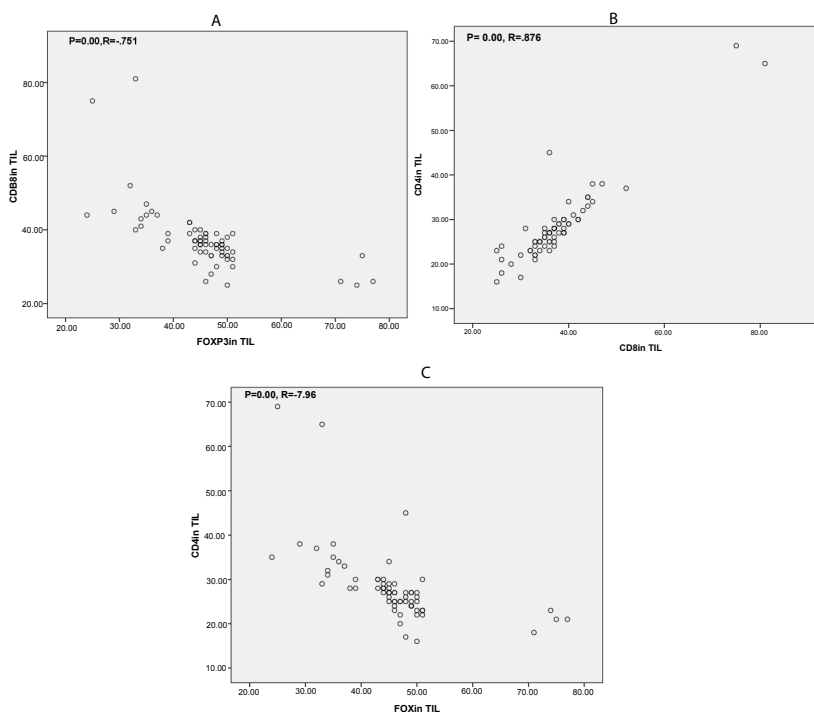 A
P=0.00,R=-.751
CDB8in TIL
80.00
60.00
40.00
20.00
20.00 30.00 40.00 50.00 60.00 70.00 80.00
FOXP3in TIL
B
P= 0.00, R=.876
CD4in TIL
70.00
60.00
50.00
40.00
30.00
20.00
10.00
20.00 40.00 60.00 80.00
CD8in TIL
C
P=0.00, R=-7.96
CD4in TIL
70.00
60.00
50.00
40.00
30.00
20.00
10.00
20.00 30.00 40.00 50.00 60.00 70.00 80.00
FOXin TIL